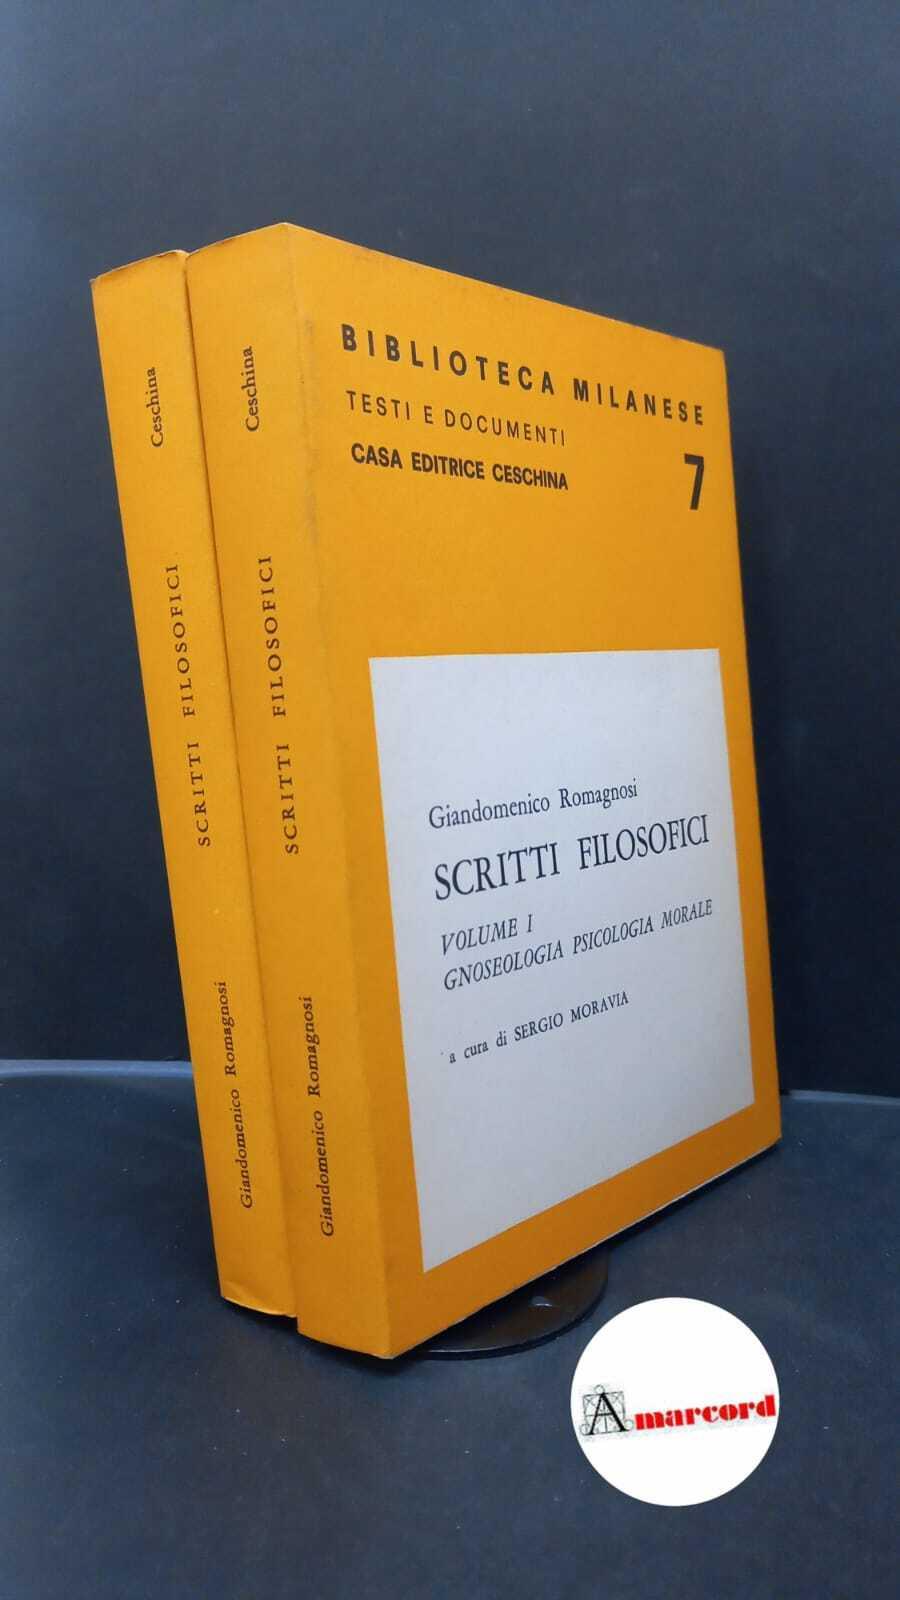 Ceschina
SCRITTI FILOSOFICI
Giandomenico Romagnosi
Ceschina
SCRITTI FILOSOFICI
Giandomenico Romagnosi
BIBLIOTECA MILANESE
TESTI E DOCUMENTI
CASA EDITRICE CESCHINA
7
Giandomenico Romagnosi
SCRITTI FILOSOFICI
VOLUME I
GNOSEOLOGIA PSICOLOGIA MORALE
a cura di SERGIO MORAVIA
Amarcord